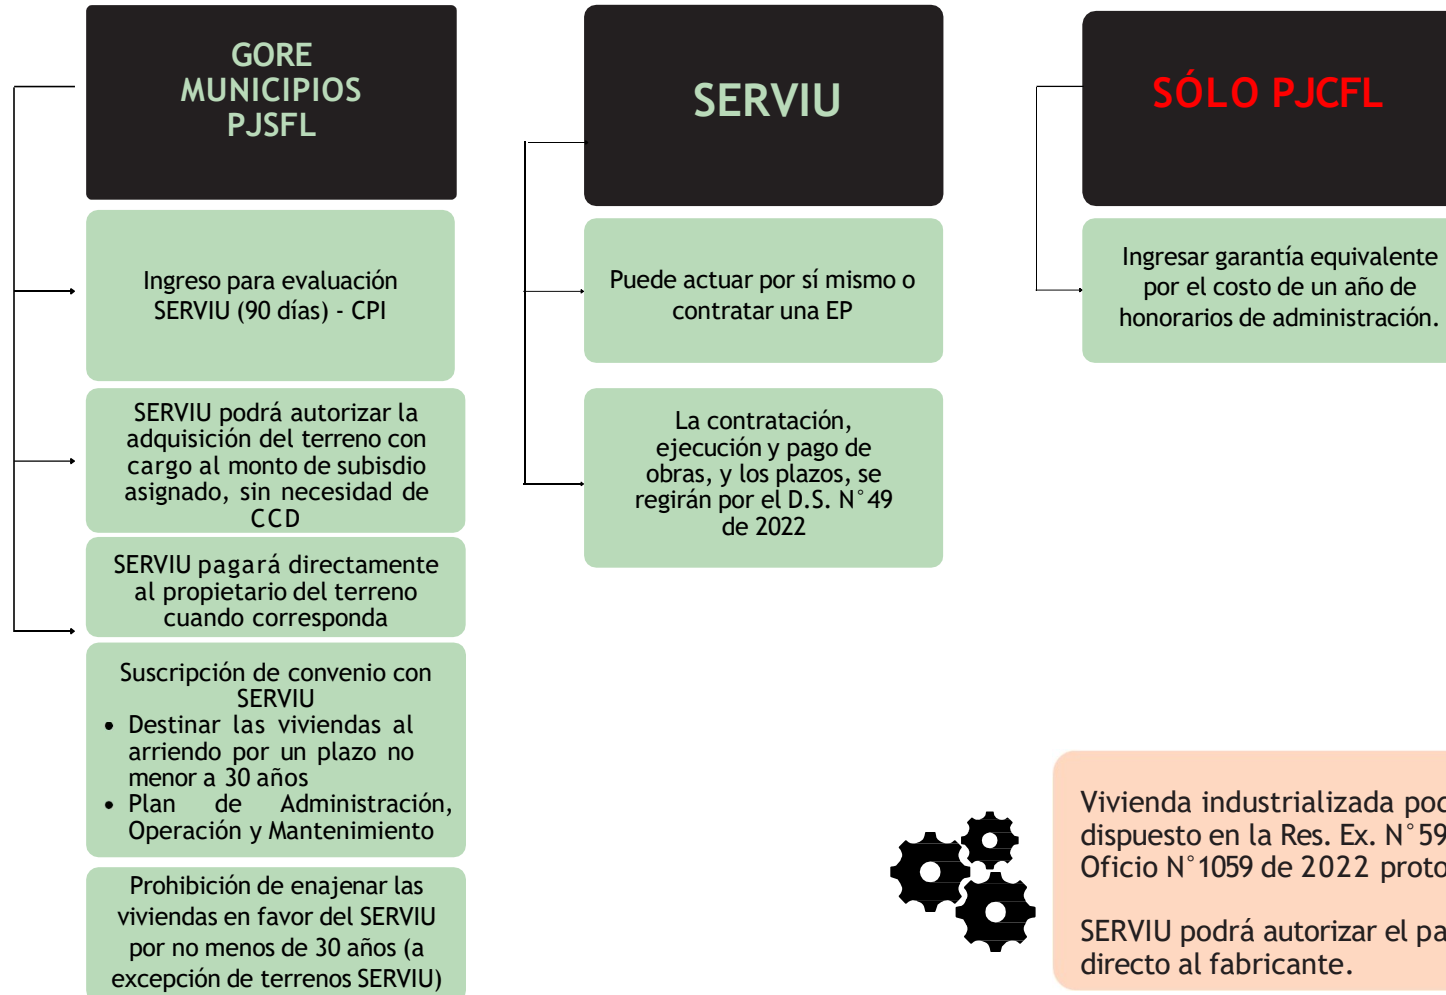 GORE
MUNICIPIOS
PJSFL
Ingreso para evaluación
SERVIU (90 días) - CPI
SERVIU podrá autorizar la
adquisición del terreno con
cargo al monto de subisdio
asignado, sin necesidad de
CCD
SERVIU pagará directamente
al propietario del terreno
cuando corresponda
Suscripción de convenio con
SERVIU
• Destinar las viviendas al
arriendo por un plazo no
menor a 30 años
• Plan de Administración,
Operación y Mantenimiento
Prohibición de enajenar las
viviendas en favor del SERVIU
por no menos de 30 años (a
excepción de terrenos SERVIU)
SERVIU
Puede actuar por sí mismo o
contratar una EP
La contratación,
ejecución y pago de
obras, y los plazos, se
regirán por el D.S. N°49
de 2022
SÓLO PJCFL
Ingresar garantía equivalente
por el costo de un año de
honorarios de administración.
Vivienda industrializada
dispuesto en la Res. Ex.
Oficio N°1059 de 2022
SERVIU podrá autorizar el
directo al fabricante.